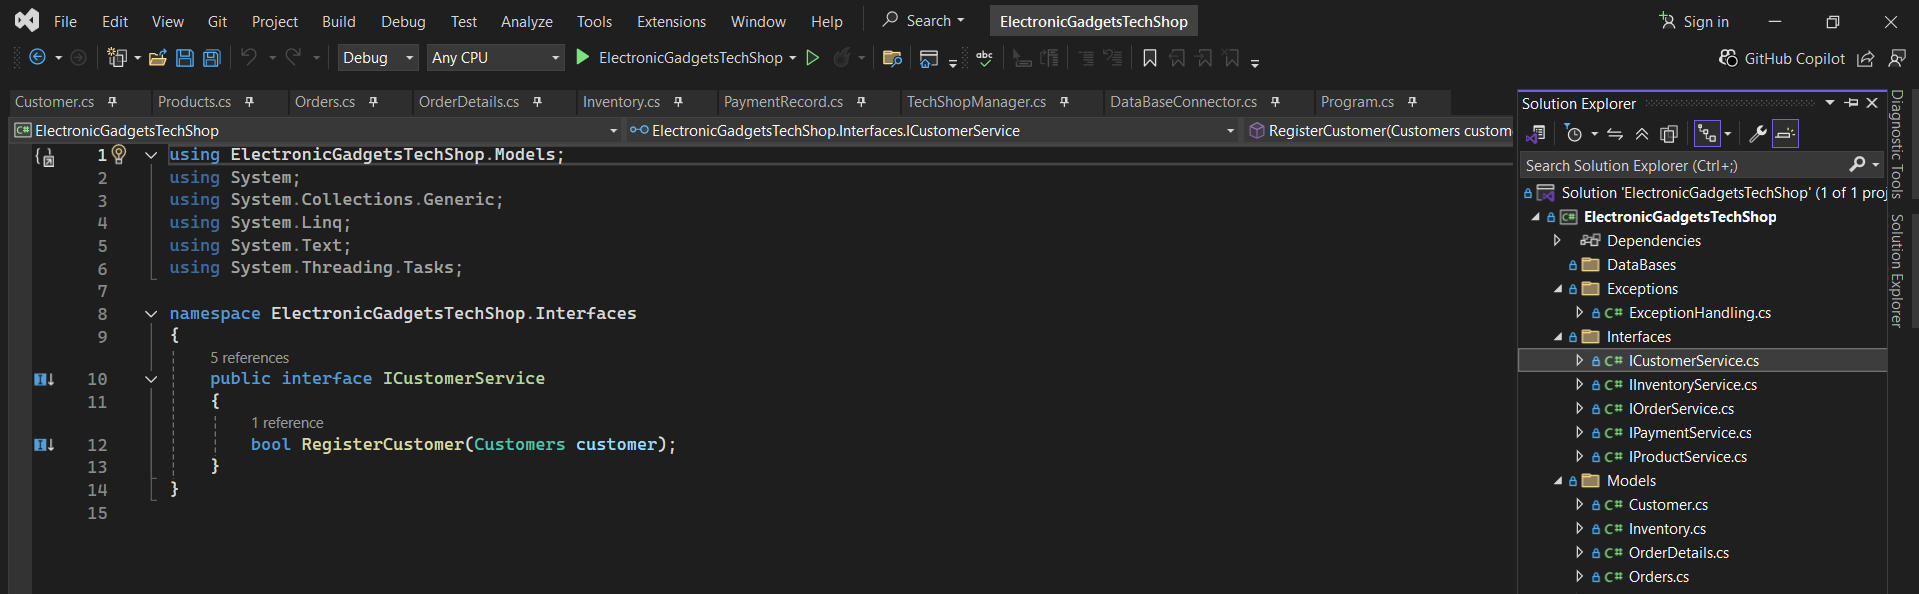 File Edit View Git Project Build Debug Test Analyze Tools Extensions Window Help Search ElectronicGadgetsTechShop Sign in
Debug Any CPU ElectronicGadgetsTechShop abc GitHub Copilot
Customer.cs Products.cs Orders.cs OrderDetails.cs Inventory.cs PaymentRecord.cs TechShopManager.cs DataBaseConnector.cs Program.cs
C# ElectronicGadgetsTechShop ElectronicGadgetsTechShop.Interfaces.ICustomerService RegisterCustomer(Customers custom
1 using ElectronicGadgetsTechShop.Models;
2 using System;
3 using System.Collections.Generic;
4 using System.Linq;
5 using System.Text;
6 using System.Threading.Tasks;
7
8 namespace ElectronicGadgetsTechShop.Interfaces
9 {
5 references
10 public interface ICustomerService
11 {
1 reference
12 bool RegisterCustomer(Customers customer);
13 }
14 }
15
Solution Explorer
Search Solution Explorer (Ctrl+;)
Solution 'ElectronicGadgetsTechShop' (1 of 1 proj
C# ElectronicGadgetsTechShop
Dependencies
DataBases
Exceptions
C# ExceptionHandling.cs
Interfaces
C# ICustomerService.cs
C# IInventoryService.cs
C# IOrderService.cs
C# IPaymentService.cs
C# IProductService.cs
Models
C# Customer.cs
C# Inventory.cs
C# OrderDetails.cs
C# Orders.cs
Diagnostic Tools
Solution Explorer